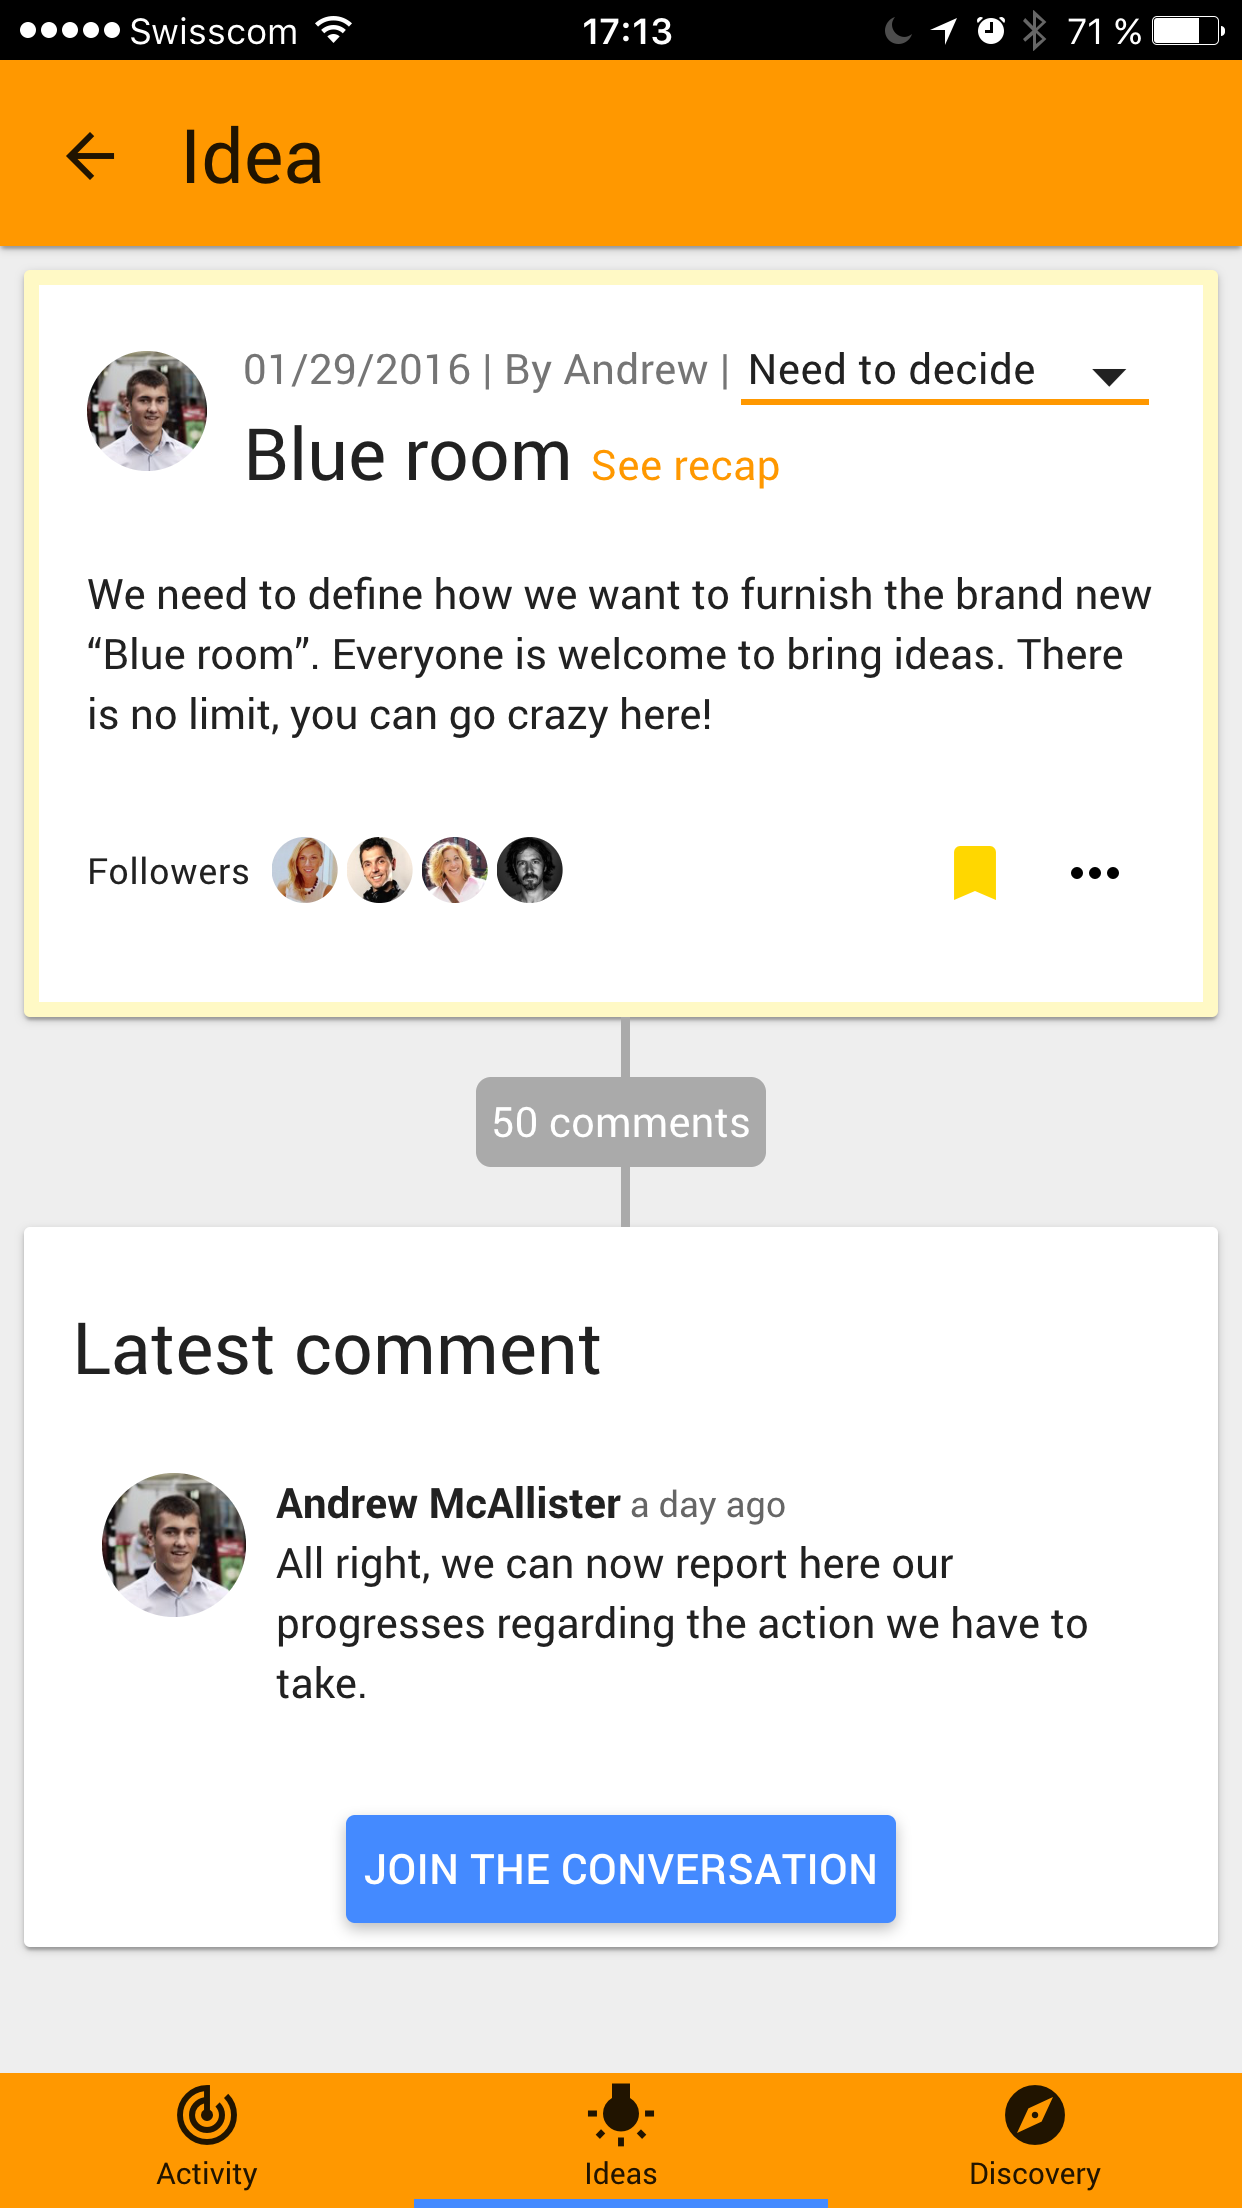 Swisscom 17:13 71 %
Idea
01/29/2016 | By Andrew | Need to decide
Blue room See recap
We need to define how we want to furnish the brand new
“Blue room”. Everyone is welcome to bring ideas. There
is no limit, you can go crazy here!
Followers
50 comments
Latest comment
Andrew McAllister a day ago
All right, we can now report here our
progresses regarding the action we have to
take.
JOIN THE CONVERSATION
Activity Ideas Discovery